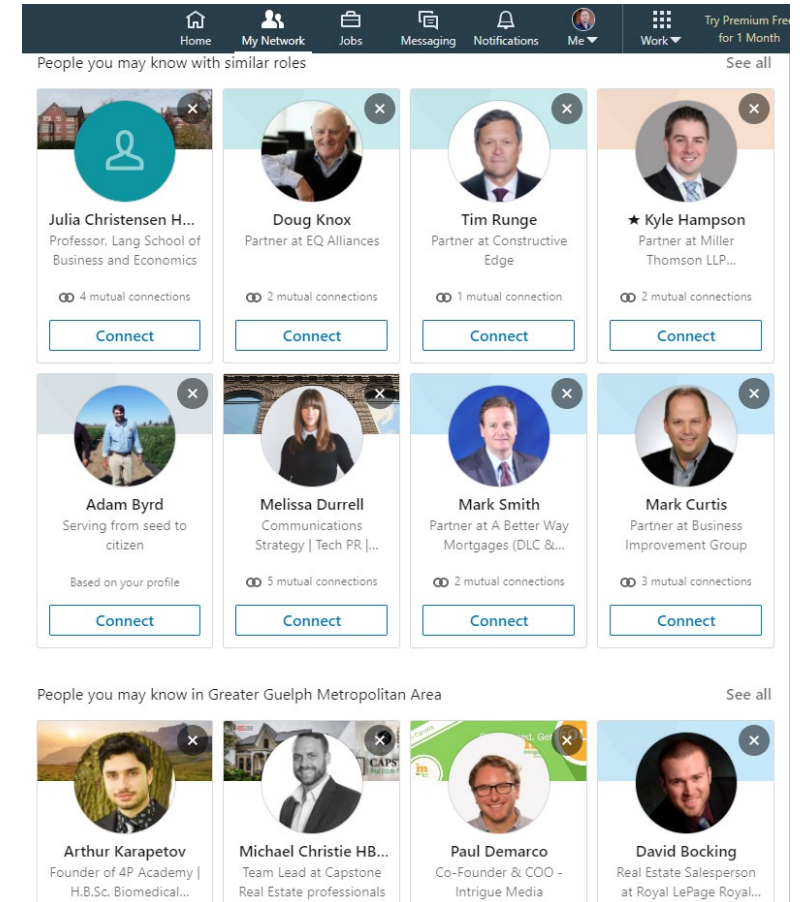 Home
My Network
Jobs
Messaging
Notifications
Me
Work
Try Premium Free
for 1 Month
People you may know with similar roles
See all
Julia Christensen H...
Professor, Lang School of
Business and Economics
4 mutual connections
Connect
Doug Knox
Partner at EQ Alliances
2 mutual connections
Connect
Tim Runge
Partner at Constructive
Edge
1 mutual connection
Connect
★ Kyle Hampson
Partner at Miller
Thomson LLP...
2 mutual connections
Connect
Adam Byrd
Serving from seed to
citizen
Based on your profile
Connect
Melissa Durrell
Communications
Strategy | Tech PR |...
5 mutual connections
Connect
Mark Smith
Partner at A Better Way
Mortgages (DLC &...
2 mutual connections
Connect
Mark Curtis
Partner at Business
Improvement Group
3 mutual connections
Connect
People you may know in Greater Guelph Metropolitan Area
See all
Arthur Karapetov
Founder of 4P Academy |
H.B.Sc. Biomedical...
CAPS
Michael Christie HB...
Team Lead at Capstone
Real Estate professionals
Paul Demarco
Co-Founder & COO -
Intrigue Media
David Bocking
Real Estate Salesperson
at Royal LePage Royal...